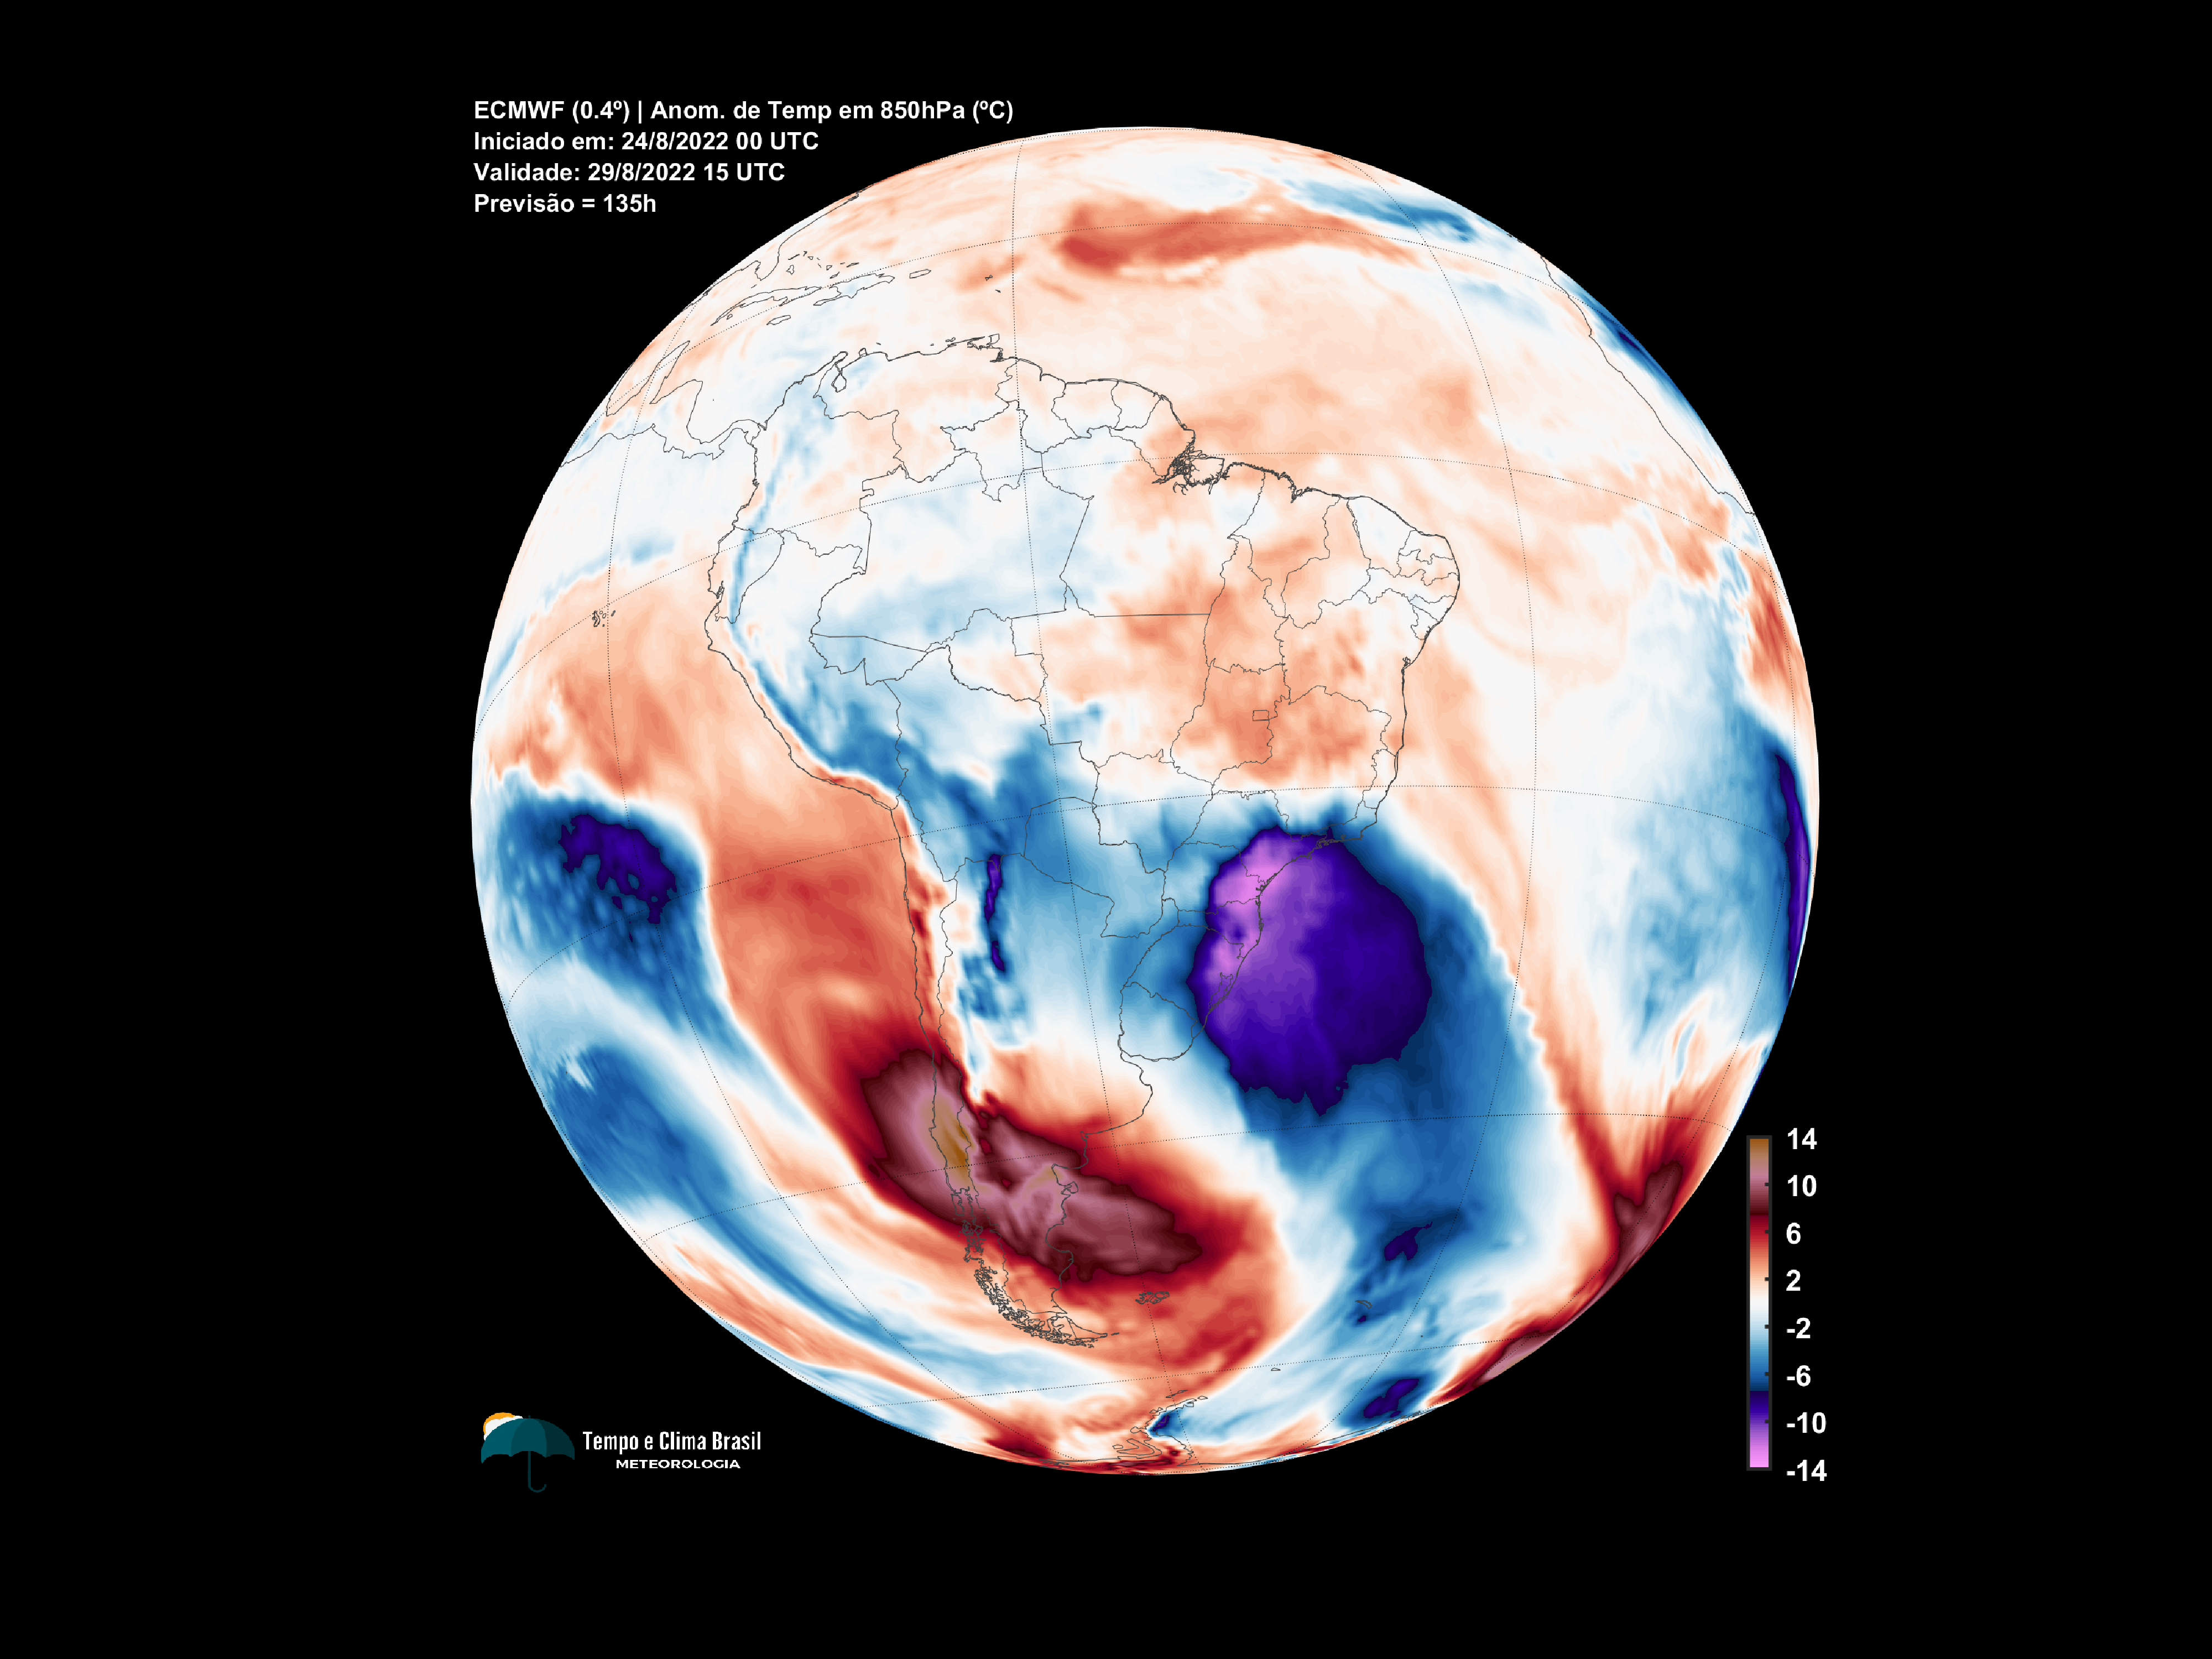 ECMWF (0.4º) | Anom. de Temp em 850hPa (ºC)
Iniciado em: 24/8/2022 00 UTC
Validade: 29/8/2022 15 UTC
Previsão = 135h
14
10
6
2
-2
-6
-10
-14
Tempo e Clima Brasil
METEOROLOGIA